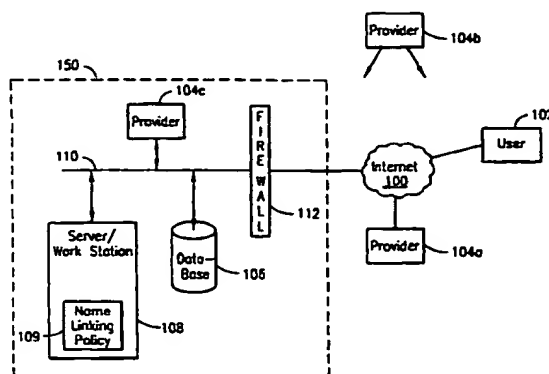 Provider
104b
150
104c
Provider
FIREWALL
102
User
110
Internet
100
112
Server/
Work Station
Data
Base
106
Provider
104a
Name
Linking
Policy
109
108